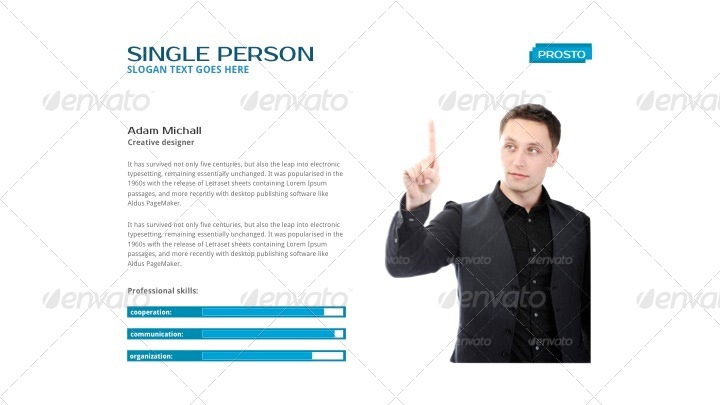 SINGLE PERSON
SLOGAN TEXT GOES HERE
PROSTO
Adam Michall
Creative designer
It has survived not only five centuries, but also the leap into electronic
typesetting, remaining essentially unchanged. It was popularised in the
1960s with the release of Letraset sheets containing Lorem Ipsum
passages, and more recently with desktop publishing software like
Aldus PageMaker.
It has survived not only five centuries, but also the leap into electronic
typesetting, remaining essentially unchanged. It was popularised in the
1960s with the release of Letraset sheets containing Lorem Ipsum
passages, and more recently with desktop publishing software like
Aldus PageMaker.
Professional skills:
cooperation:
communication:
organization:
envato
envato
envato
envato
envato
envato
envato
envato
envato
envato
envato
envato